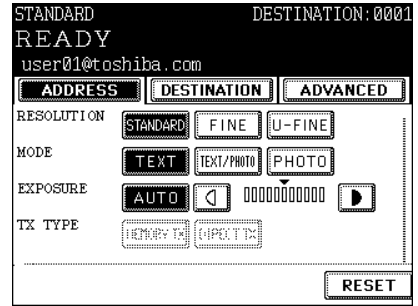 STANDARD DESTINATION:0001
READY
user01@toshiba.com
ADDRESS DESTINATION ADVANCED
RESOLUTION STANDARD FINE U-FINE
MODE TEXT TEXT/PHOTO PHOTO
EXPOSURE AUTO
TX TYPE MEMORY TX DIRECT TX
RESET